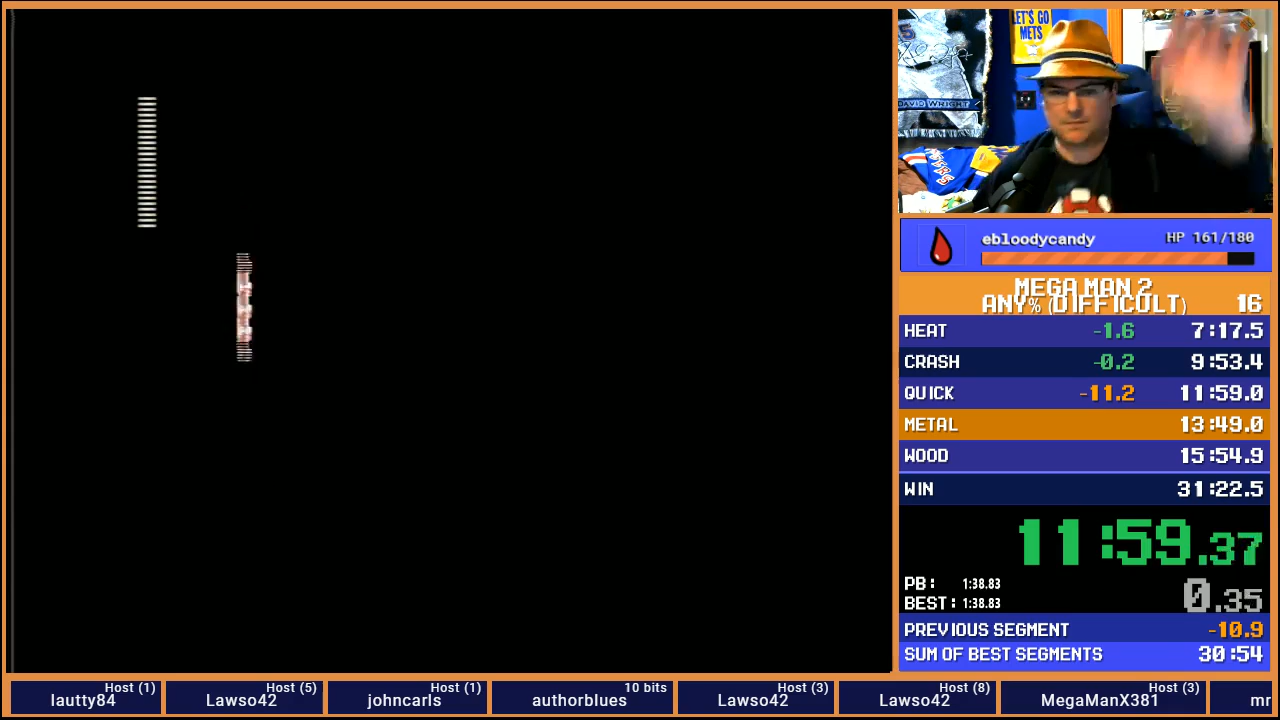 LET'S GO
METS
DAVID WRIGHT
METS
ebloodycandy HP 161/180
MEGA MAN 2
ANY% (DIFFICULT) 16
HEAT -1.6 7:17.5
CRASH -0.2 9:53.4
QUICK -11.2 11:59.0
METAL 13:49.0
WOOD 15:54.9
WIN 31:22.5
11:59.37
PB: 1:38.83
BEST: 1:38.83 0.35
PREVIOUS SEGMENT -10.9
SUM OF BEST SEGMENTS 30:54
Host (1) Host (5) Host (1) 10 bits Host (3) Host (8) Host (3)
lautty84 Lawso42 johncarls authorblues Lawso42 Lawso42 MegaManX381 mr